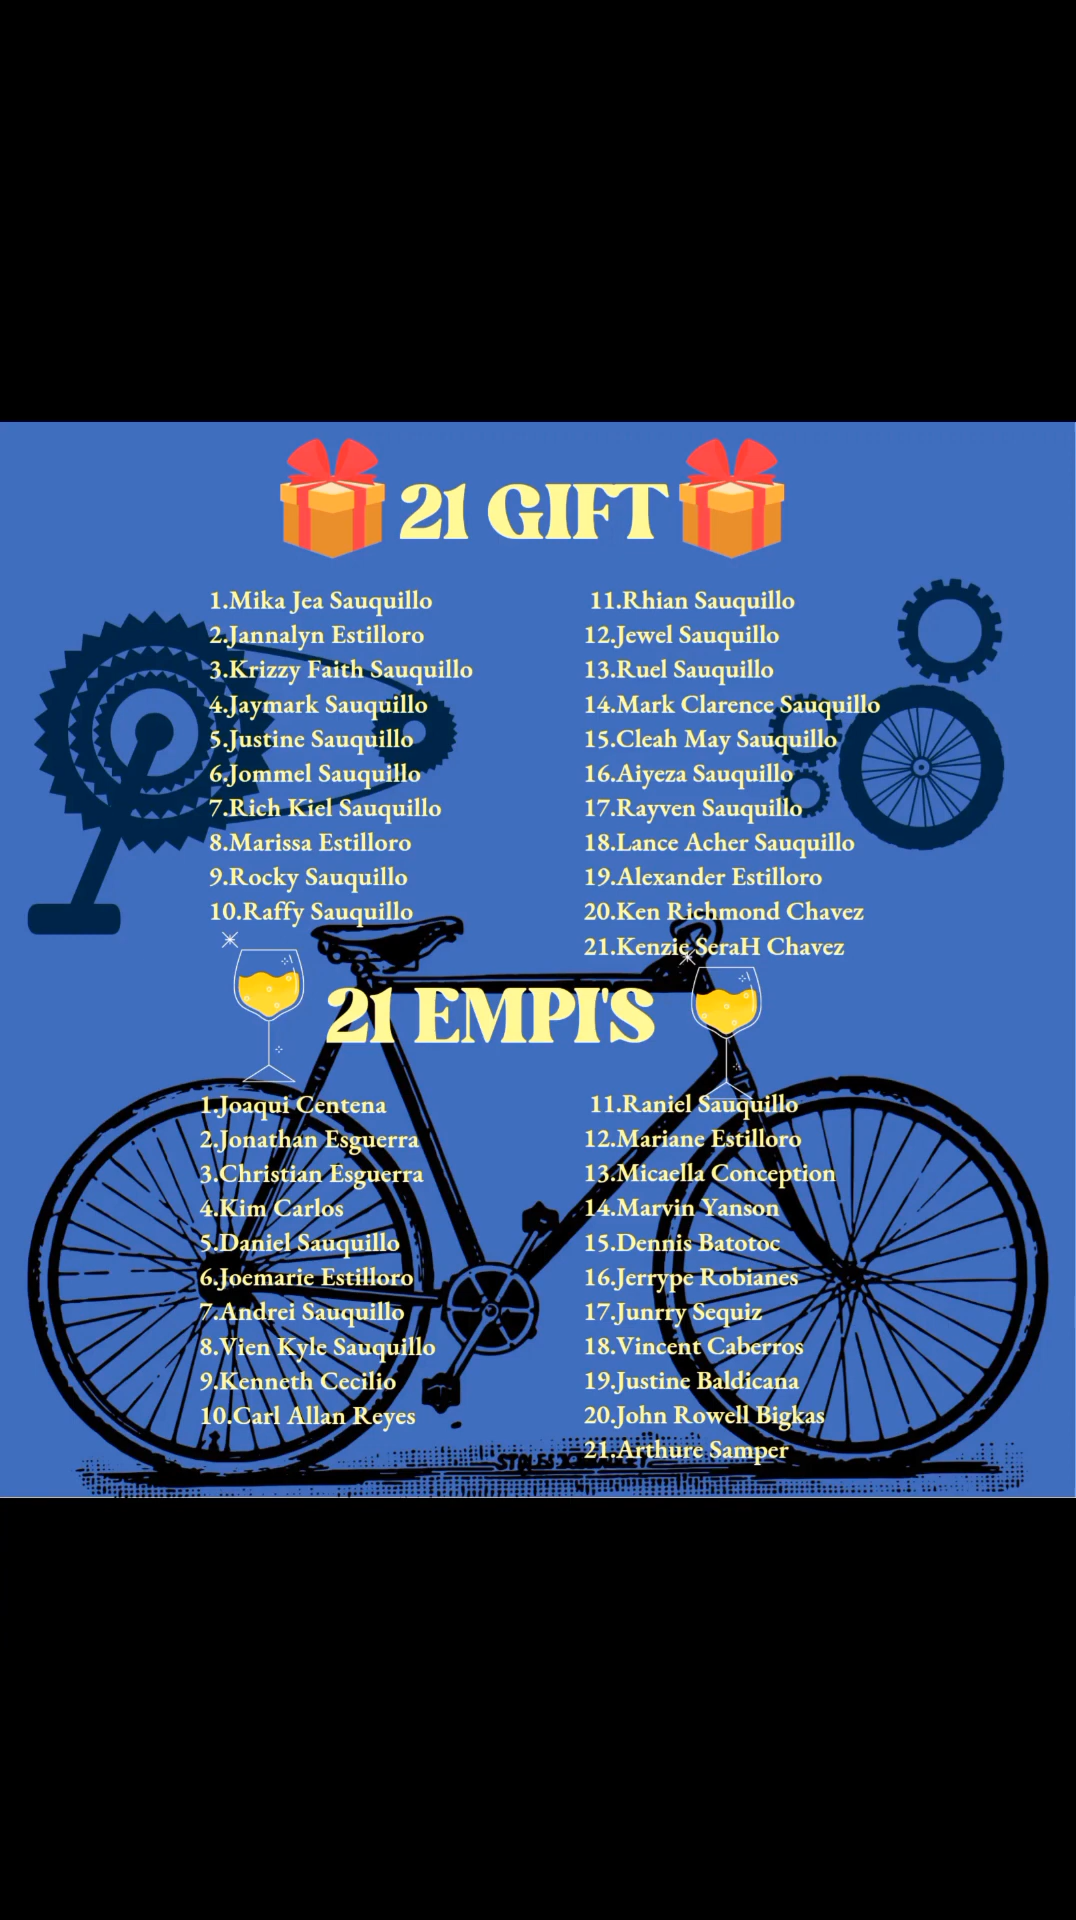 21 GIFT
1.Mika Jea Sauquillo
2.Jannalyn Estilloro
3.Krizzy Faith Sauquillo
4.Jaymark Sauquillo
5.Justine Sauquillo
6.Jommel Sauquillo
7.Rich Kiel Sauquillo
8.Marissa Estilloro
9.Rocky Sauquillo
10.Raffy Sauquillo
11.Rhian Sauquillo
12.Jewel Sauquillo
13.Ruel Sauquillo
14.Mark Clarence Sauquillo
15.Cleah May Sauquillo
16.Aiyeza Sauquillo
17.Rayven Sauquillo
18.Lance Acher Sauquillo
19.Alexander Estilloro
20.Ken Richmond Chavez
21.Kenzie SeraH Chavez
21 EMPI'S
1.Joaqui Centena
2.Jonathan Esguerra
3.Christian Esguerra
4.Kim Carlos
5.Daniel Sauquillo
6.Joemarie Estilloro
7.Andrei Sauquillo
8.Vien Kyle Sauquillo
9.Kenneth Cecilio
10.Carl Allan Reyes
11.Raniel Sauquillo
12.Mariane Estilloro
13.Micaella Conception
14.Marvin Yanson
15.Dennis Batotoc
16.Jerrype Robianes
17.Junrry Sequiz
18.Vincent Caberros
19.Justine Baldicana
20.John Rowell Bigkas
21.Arthure Samper